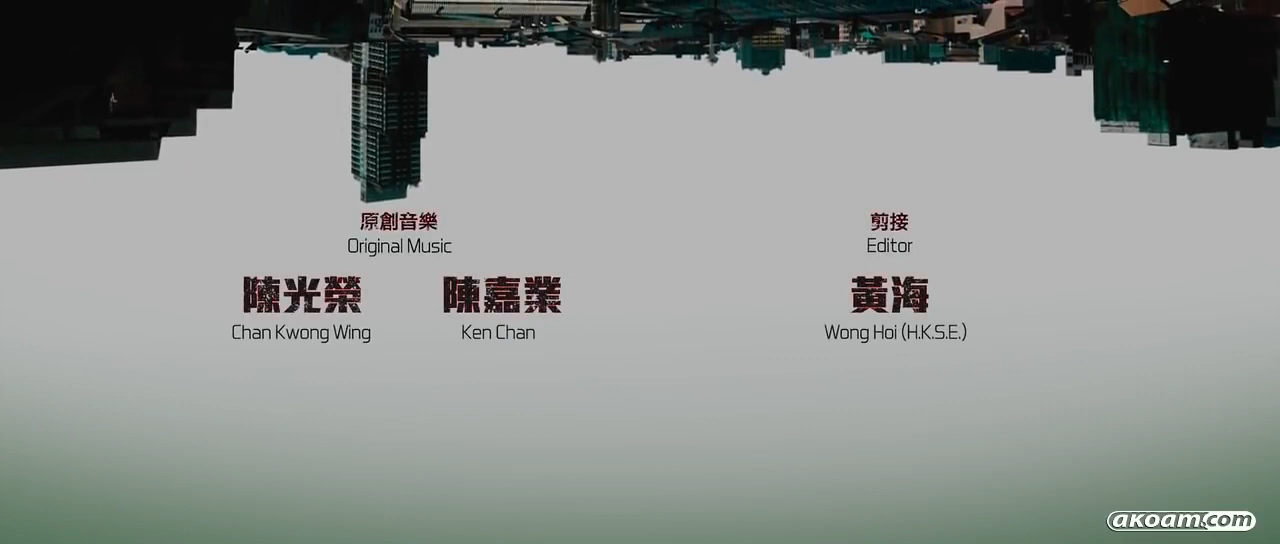 原創音樂
Original Music
陳光榮
Chan Kwong Wing
陳嘉業
Ken Chan
剪接
Editor
黃海
Wong Hoi (H.K.S.E.)
akoam.com